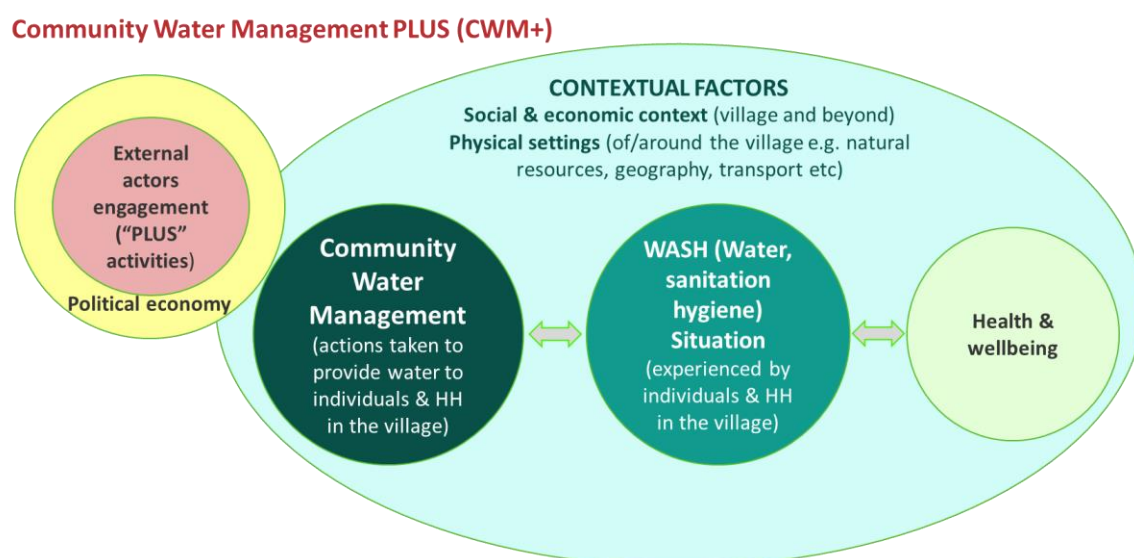 Community Water Management PLUS (CWM+)
CONTEXTUAL FACTORS
Social & economic context (village and beyond)
Physical settings (of/around the village e.g. natural
resources, geography, transport etc)
External
actors
engagement
("PLUS"
activities)
Political economy
Community
Water
Management
(actions taken to
provide water to
individuals & HH
in the village)
WASH (Water,
sanitation
hygiene)
Situation
(experienced by
individuals & HH
in the village)
Health &
wellbeing